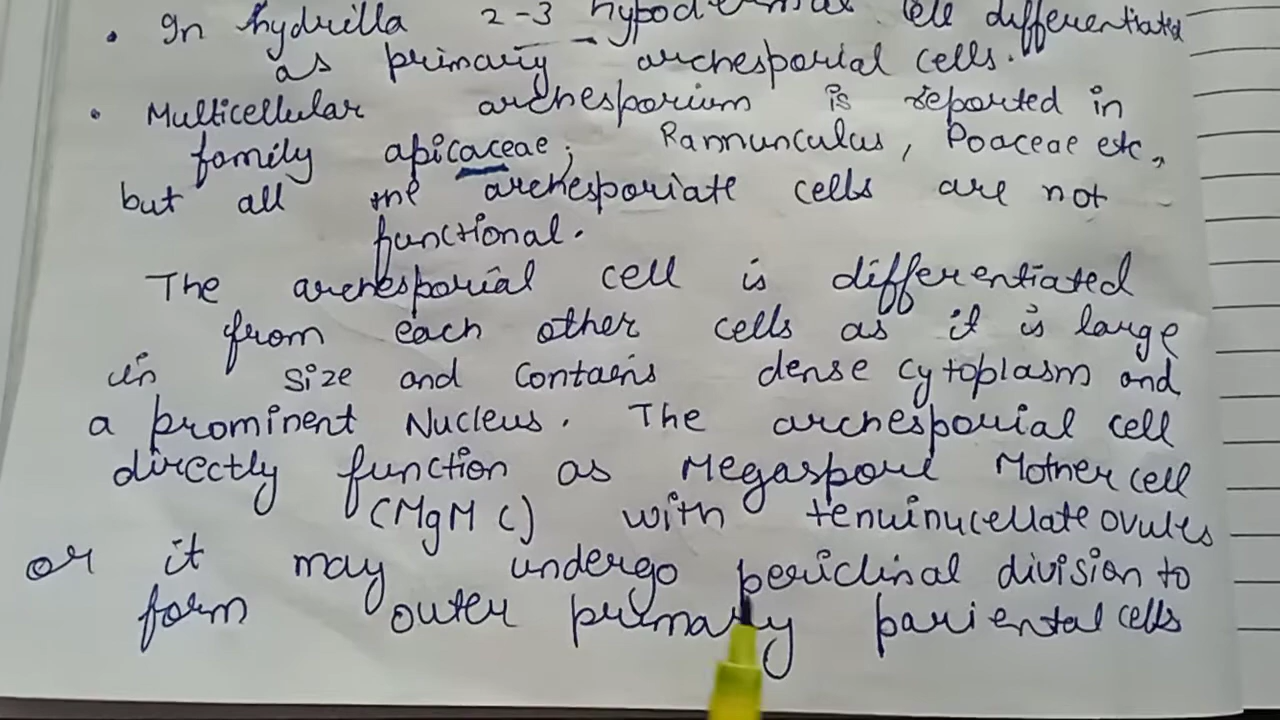 • In hydrilla 2-3 hypodermal cell differentiated
as primary archesporial cells.
• Multicellular archesporium is reported in
family apicaceae, Rannunculus, Poaceae etc,
but all the archesporiate cells are not
functional.
The archesporial cell is differentiated
from each other cells as it is large
in size and contains dense cytoplasm and
a prominent Nucleus. The archesporial cell
directly function as Megaspore Mother cell
(MgMC) with tenuinucellate ovules
or it may undergo periclinal division to
form outer primary pariental cells